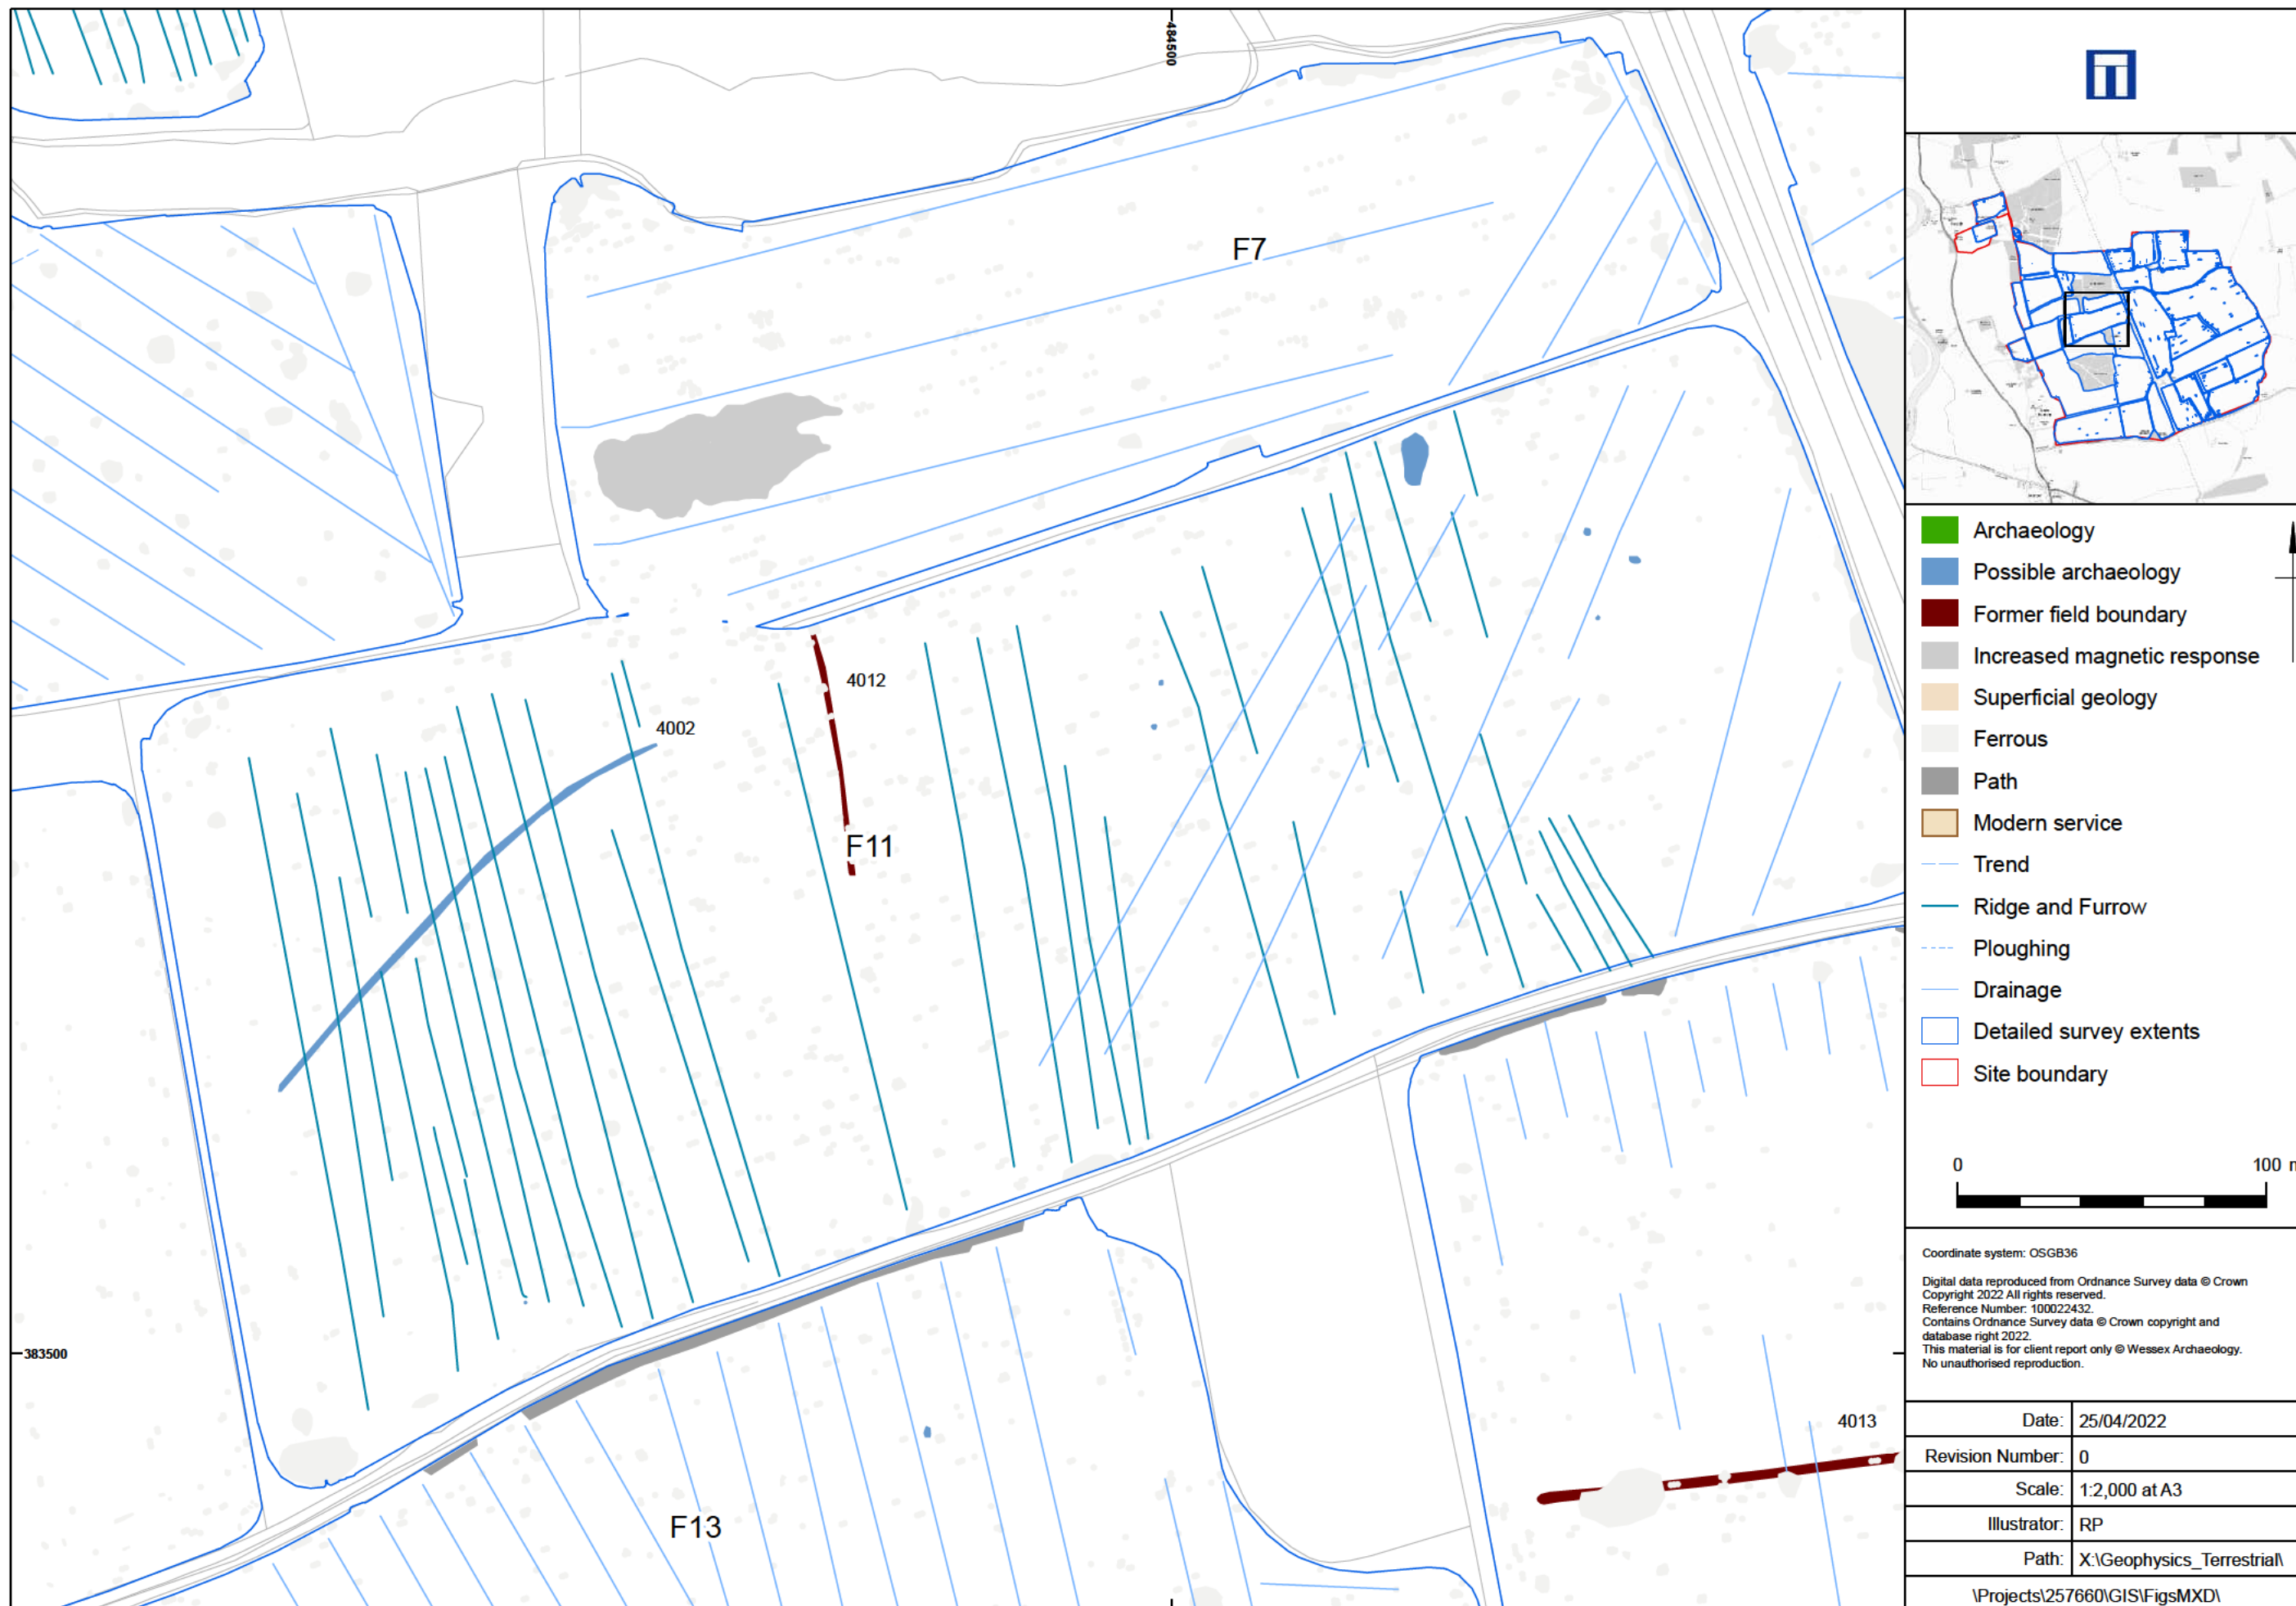 484500
F7
4012
4002
F11
383500
4013
F13
Archaeology
Possible archaeology
Former field boundary
Increased magnetic response
Superficial geology
Ferrous
Path
Modern service
Trend
Ridge and Furrow
Ploughing
Drainage
Detailed survey extents
Site boundary
0 100 m
Coordinate system: OSGB36
Digital data reproduced from Ordnance Survey data © Crown
Copyright 2022 All rights reserved.
Reference Number: 100022432.
Contains Ordnance Survey data © Crown copyright and
database right 2022.
This material is for client report only © Wessex Archaeology.
No unauthorised reproduction.
Date: 25/04/2022
Revision Number: 0
Scale: 1:2,000 at A3
Illustrator: RP
Path: X:\Geophysics_Terrestrial\
\Projects\257660\GIS\FigsMXD\